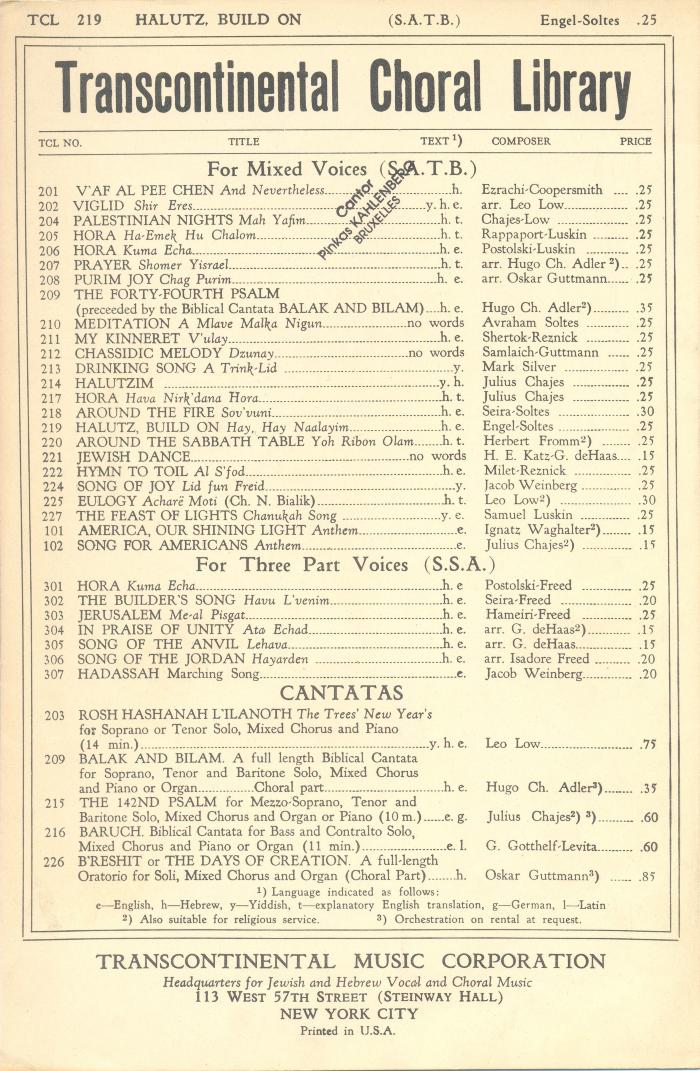 TCL 219 HALUTZ, BUILD ON (S.A.T.B.) Engel-Soltes .25
Transcontinental Choral Library
TCL NO. TITLE TEXT 1) COMPOSER PRICE
For Mixed Voices (S.A.T.B.)
Cantor
Pinkas KAHLENBERG
BRUXELLES
201 V'AF AL PEE CHEN And Nevertheless....h. Ezrachi-Coopersmith .... .25
202 VIGLID Shir Eres....y. h. e. arr. Leo Low.... .25
204 PALESTINIAN NIGHTS Mah Yafim....h. t. Chajes-Low .... .25
205 HORA Ha-Emek Hu Chalom....h. t. Rappaport-Luskin .... .25
206 HORA Kuma Echa....h. e. Postolski-Luskin .... .25
207 PRAYER Shomer Yisrael....h. t. arr. Hugo Ch. Adler 2).. .25
208 PURIM JOY Chag Purim....h. e. arr. Oskar Guttmann.... .25
209 THE FORTY-FOURTH PSALM
(preceeded by the Biblical Cantata BALAK AND BILAM)....h. e. Hugo Ch. Adler2) .... .35
210 MEDITATION A Mlave Malka Nigun....no words Avraham Soltes .... .25
211 MY KINNERET V'ulay....h. e. Shertok-Reznick .... .25
212 CHASSIDIC MELODY Dzunay....no words Samlaich-Guttmann .... .25
213 DRINKING SONG A Trink-Lid ....y. Mark Silver .... .25
214 HALUTZIM ....y. h. Julius Chajes .... .25
217 HORA Hava Nirk'dana Hora....h. t. Julius Chajes .... .25
218 AROUND THE FIRE Sov'vuni....h. e. Seira-Soltes .... .30
219 HALUTZ, BUILD ON Hay, Hay Naalayim....h. e. Engel-Soltes .... .25
220 AROUND THE SABBATH TABLE Yoh Ribon Olam....h. t. Herbert Fromm2) .... .25
221 JEWISH DANCE....no words H. E. Katz-G. deHaas.... .15
222 HYMN TO TOIL Al S'fod....h. e. Milet-Reznick .... .25
224 SONG OF JOY Lid fun Freid....y. Jacob Weinberg .... .25
225 EULOGY Acharë Moti (Ch. N. Bialik)....h. t. Leo Low2) .... .30
227 THE FEAST OF LIGHTS Chanukah Song ....y. e. Samuel Luskin .... .25
101 AMERICA, OUR SHINING LIGHT Anthem....e. Ignatz Waghalter2).... .15
102 SONG FOR AMERICANS Anthem....e. Julius Chajes2) .... .15
For Three Part Voices (S.S.A.)
301 HORA Kuma Echa....h. e Postolski-Freed .... .25
302 THE BUILDER'S SONG Havu L'venim....h. e. Seira-Freed .... .20
303 JERUSALEM Me-al Pisgat....h. e. Hameiri-Freed .... .25
304 IN PRAISE OF UNITY Ata Echad....h. e. arr. G. deHaas2).... .15
305 SONG OF THE ANVIL Lehava....h. e. arr. G. deHaas.... .15
306 SONG OF THE JORDAN Hayarden ....h. e. arr. Isadore Freed .... .20
307 HADASSAH Marching Song....e. Jacob Weinberg.... .20
CANTATAS
203 ROSH HASHANAH L'ILANOTH The Trees' New Year's
for Soprano or Tenor Solo, Mixed Chorus and Piano
(14 min.)....y. h. e. Leo Low.... .75
209 BALAK AND BILAM. A full length Biblical Cantata
for Soprano, Tenor and Baritone Solo, Mixed Chorus
and Piano or Organ....Choral part....h. e. Hugo Ch. Adler3).... .35
215 THE 142ND PSALM for Mezzo-Soprano, Tenor and
Baritone Solo, Mixed Chorus and Organ or Piano (10 m.)....e. g. Julius Chajes2) 3).... .60
216 BARUCH. Biblical Cantata for Bass and Contralto Solo,
Mixed Chorus and Piano or Organ (11 min.)....e. l. G. Gotthelf-Levita.... .60
226 B'RESHIT or THE DAYS OF CREATION. A full-length
Oratorio for Soli, Mixed Chorus and Organ (Choral Part)....h. Oskar Guttmann3) .... .85
1) Language indicated as follows:
e—English, h—Hebrew, y—Yiddish, t—explanatory English translation, g—German, l—Latin
2) Also suitable for religious service. 3) Orchestration on rental at request.
TRANSCONTINENTAL MUSIC CORPORATION
Headquarters for Jewish and Hebrew Vocal and Choral Music
113 WEST 57TH STREET (STEINWAY HALL)
NEW YORK CITY
Printed in U.S.A.